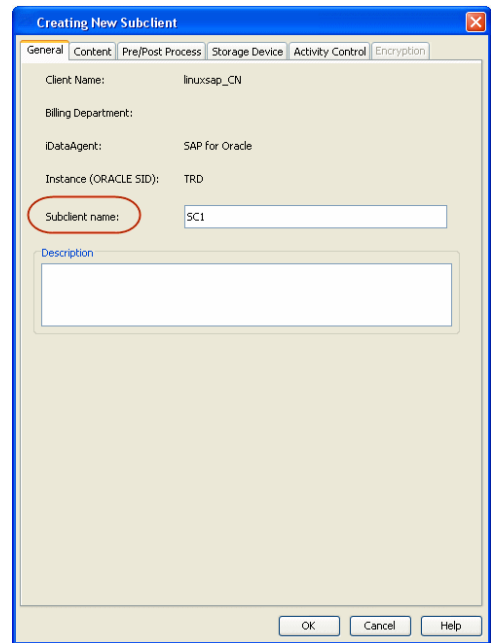 Creating New Subclient
General Content Pre/Post Process Storage Device Activity Control Encryption
Client Name: linuxsap_CN
Billing Department:
iDataAgent: SAP for Oracle
Instance (ORACLE SID): TRD
Subclient name: SC1
Description
OK Cancel Help